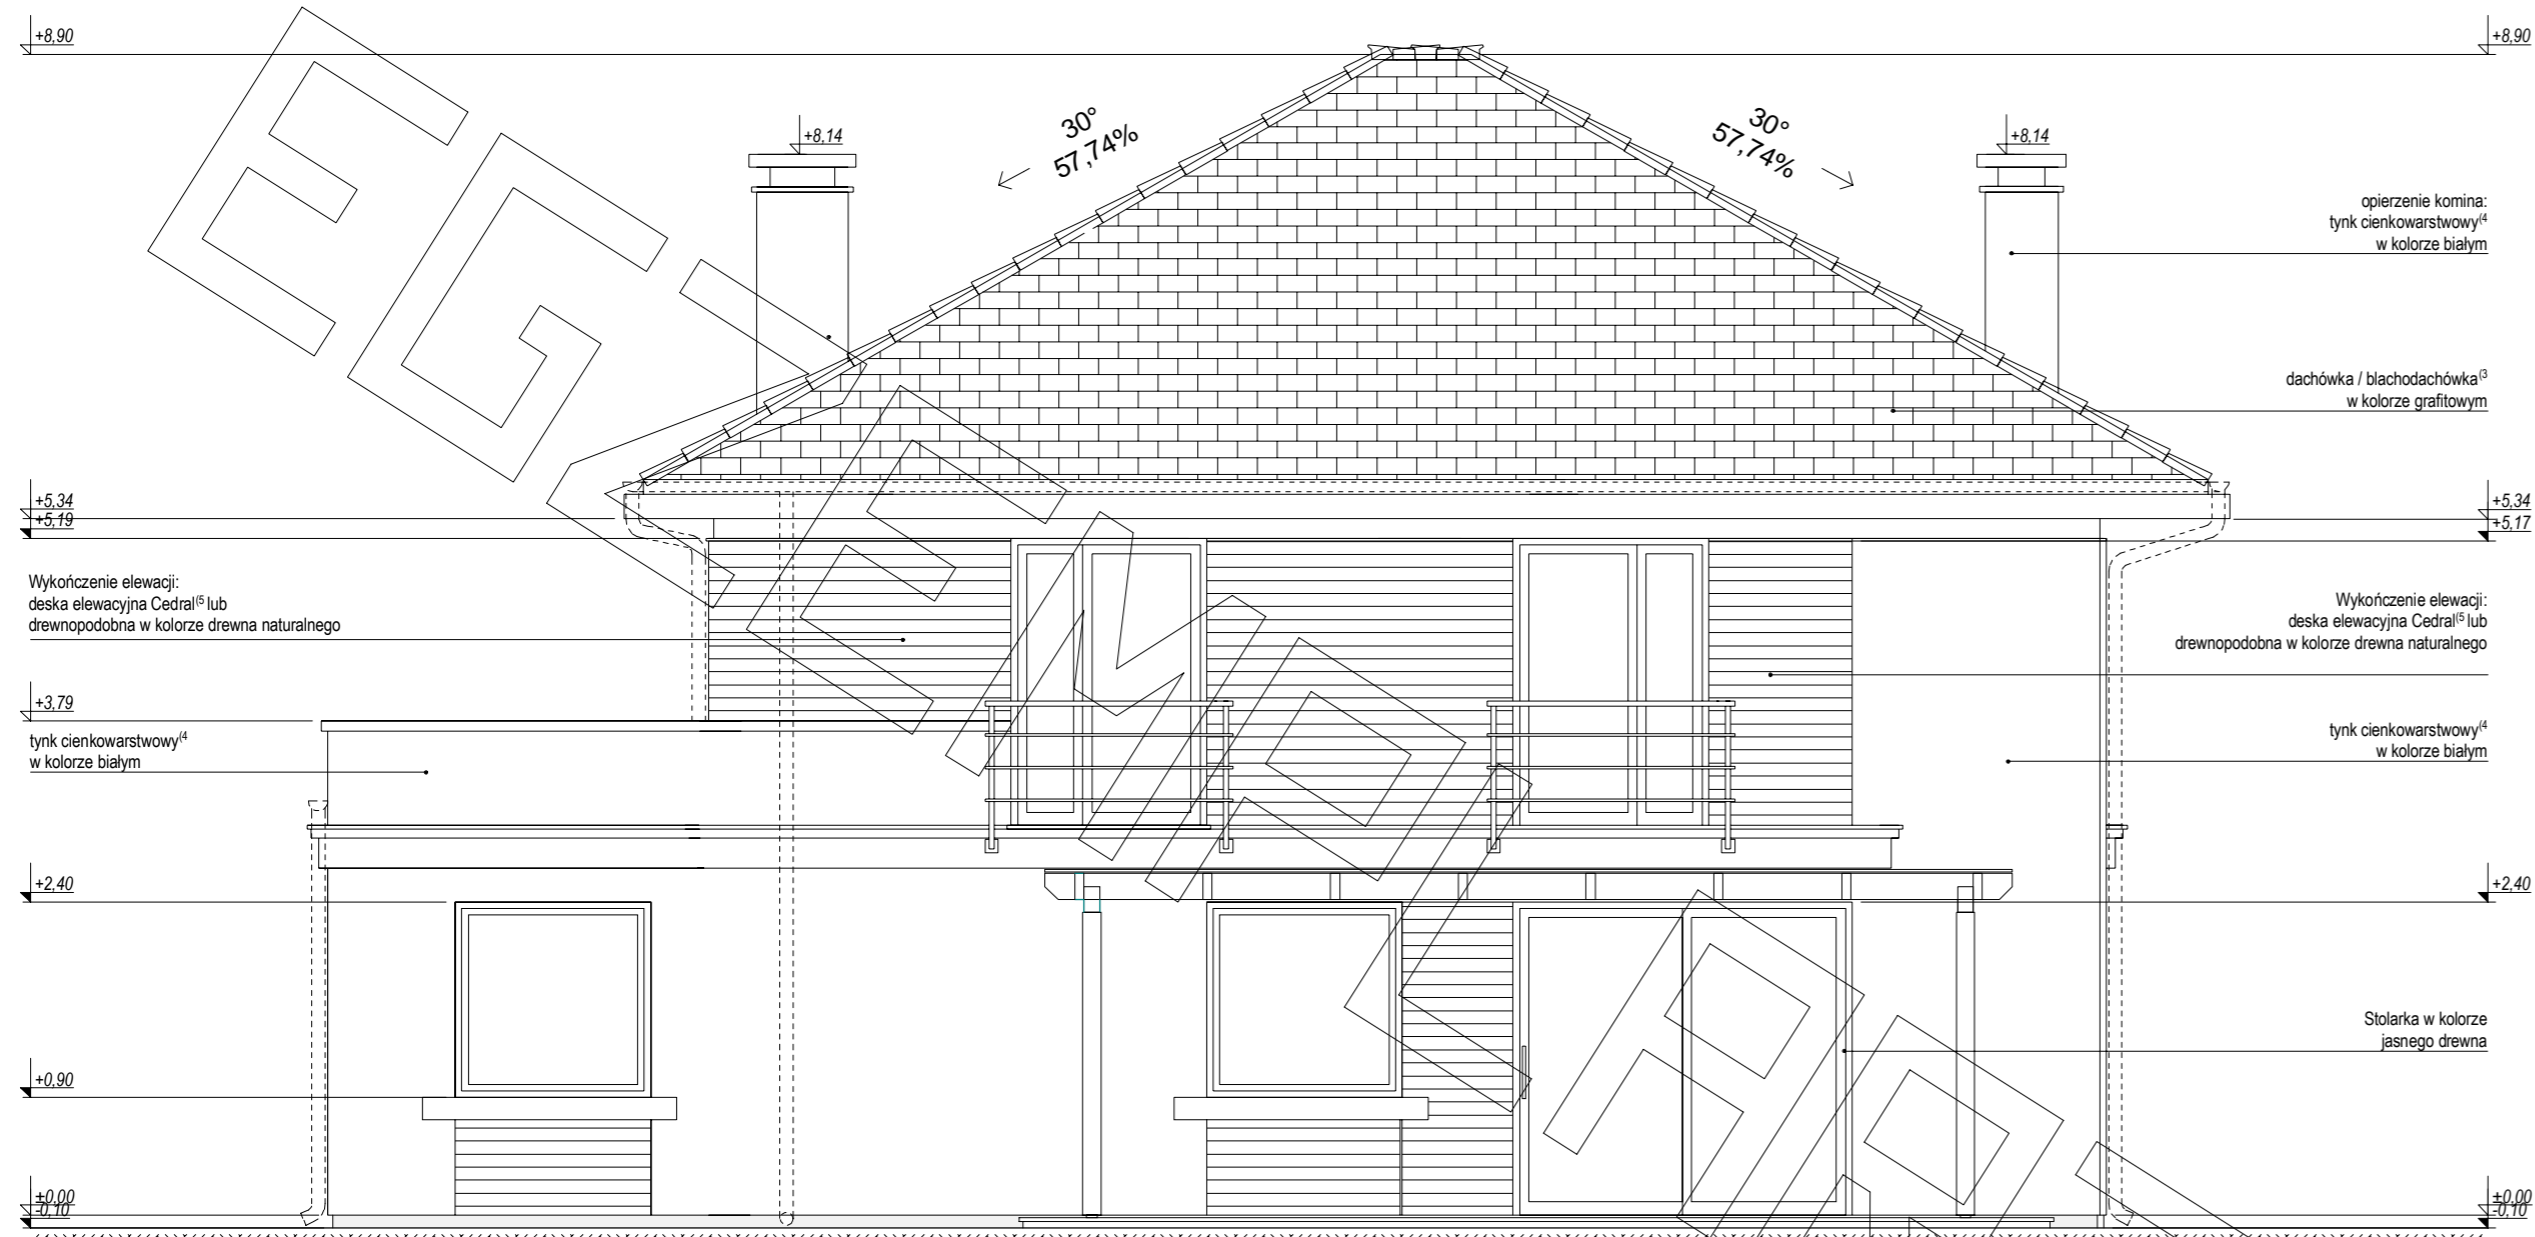 +8,90
+8,90
30°
57,74%
30°
57,74%
+8,14
+8,14
opierzenie komina:
tynk cienkowarstwowy(4
w kolorze białym
dachówka / blachodachówka(3
w kolorze grafitowym
+5,34
+5,19
+5,34
+5,17
Wykończenie elewacji:
deska elewacyjna Cedral(5 lub
drewnopodobna w kolorze drewna naturalnego
Wykończenie elewacji:
deska elewacyjna Cedral(5 lub
drewnopodobna w kolorze drewna naturalnego
+3,79
tynk cienkowarstwowy(4
w kolorze białym
tynk cienkowarstwowy(4
w kolorze białym
+2,40
+2,40
Stolarka w kolorze
jasnego drewna
+0,90
±0,00
-0,10
±0,00
-0,10